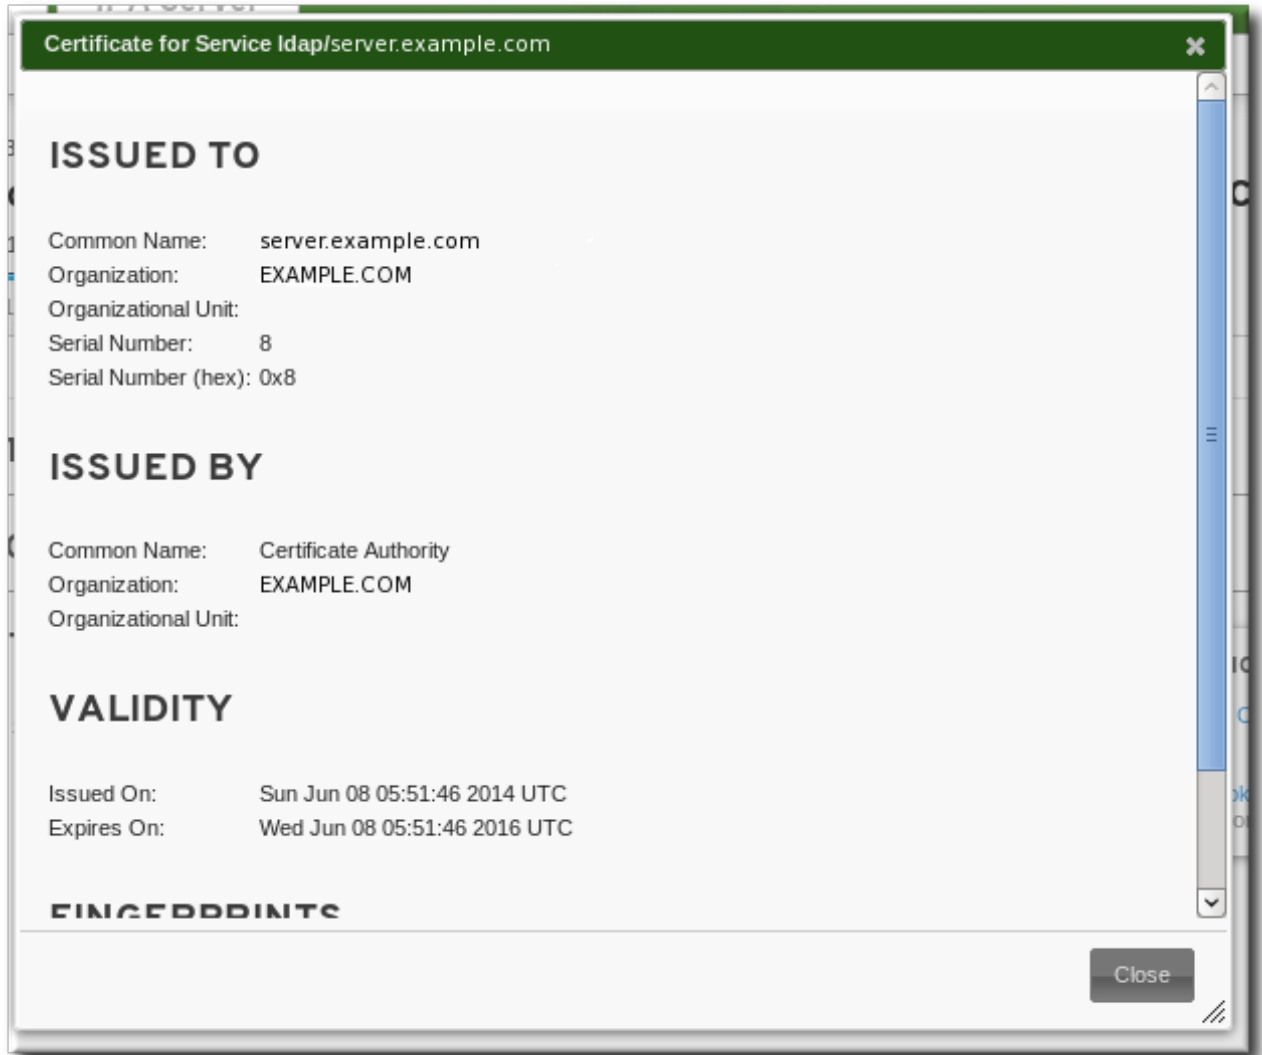 IPA Server
Certificate for Service ldap/server.example.com
ISSUED TO
Common Name: server.example.com
Organization: EXAMPLE.COM
Organizational Unit:
Serial Number: 8
Serial Number (hex): 0x8
ISSUED BY
Common Name: Certificate Authority
Organization: EXAMPLE.COM
Organizational Unit:
VALIDITY
Issued On: Sun Jun 08 05:51:46 2014 UTC
Expires On: Wed Jun 08 05:51:46 2016 UTC
FINGERPRINTS
Close